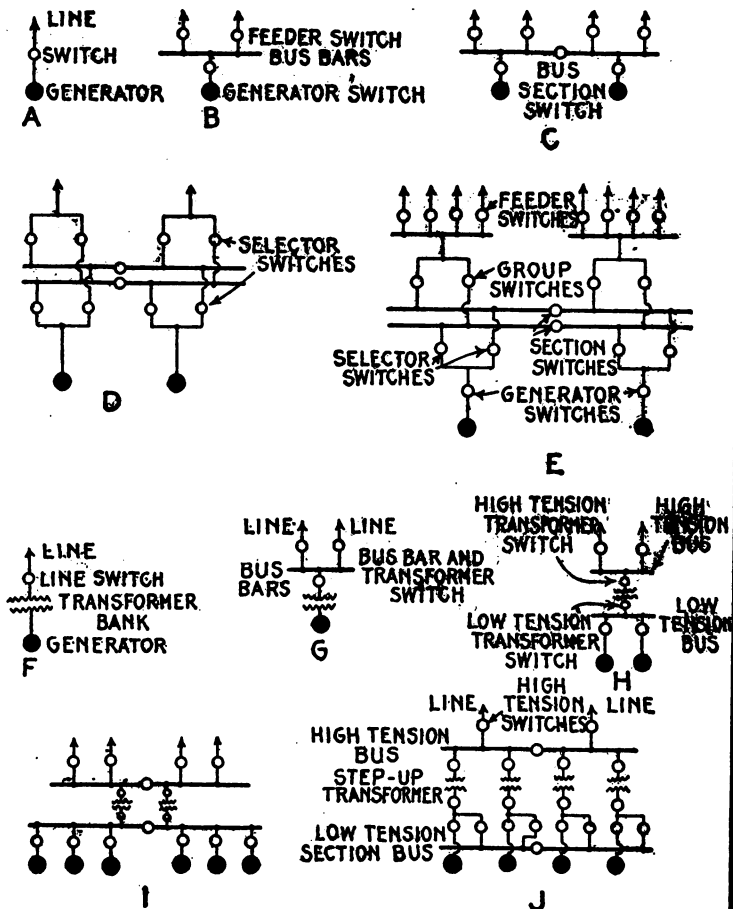 LINE
SWITCH
GENERATOR
A
FEEDER SWITCH
BUS BARS
GENERATOR SWITCH
B
BUS
SECTION
SWITCH
C
SELECTOR
SWITCHES
D
FEEDER
SWITCHES
GROUP
SWITCHES
SELECTOR
SWITCHES
SECTION
SWITCHES
GENERATOR
SWITCHES
E
LINE
LINE SWITCH
TRANSFORMER
BANK
GENERATOR
F
LINE LINE
BUS
BARS
BUS BAR AND
TRANSFORMER
SWITCH
G
HIGH TENSION
TRANSFORMER
SWITCH
HIGH
TENSION
BUS
LOW TENSION
TRANSFORMER
SWITCH
LOW
TENSION
BUS
H
I
LINE
HIGH
TENSION
SWITCHES
LINE
HIGH TENSION
BUS
STEP-UP
TRANSFORMER
LOW TENSION
SECTION BUS
J